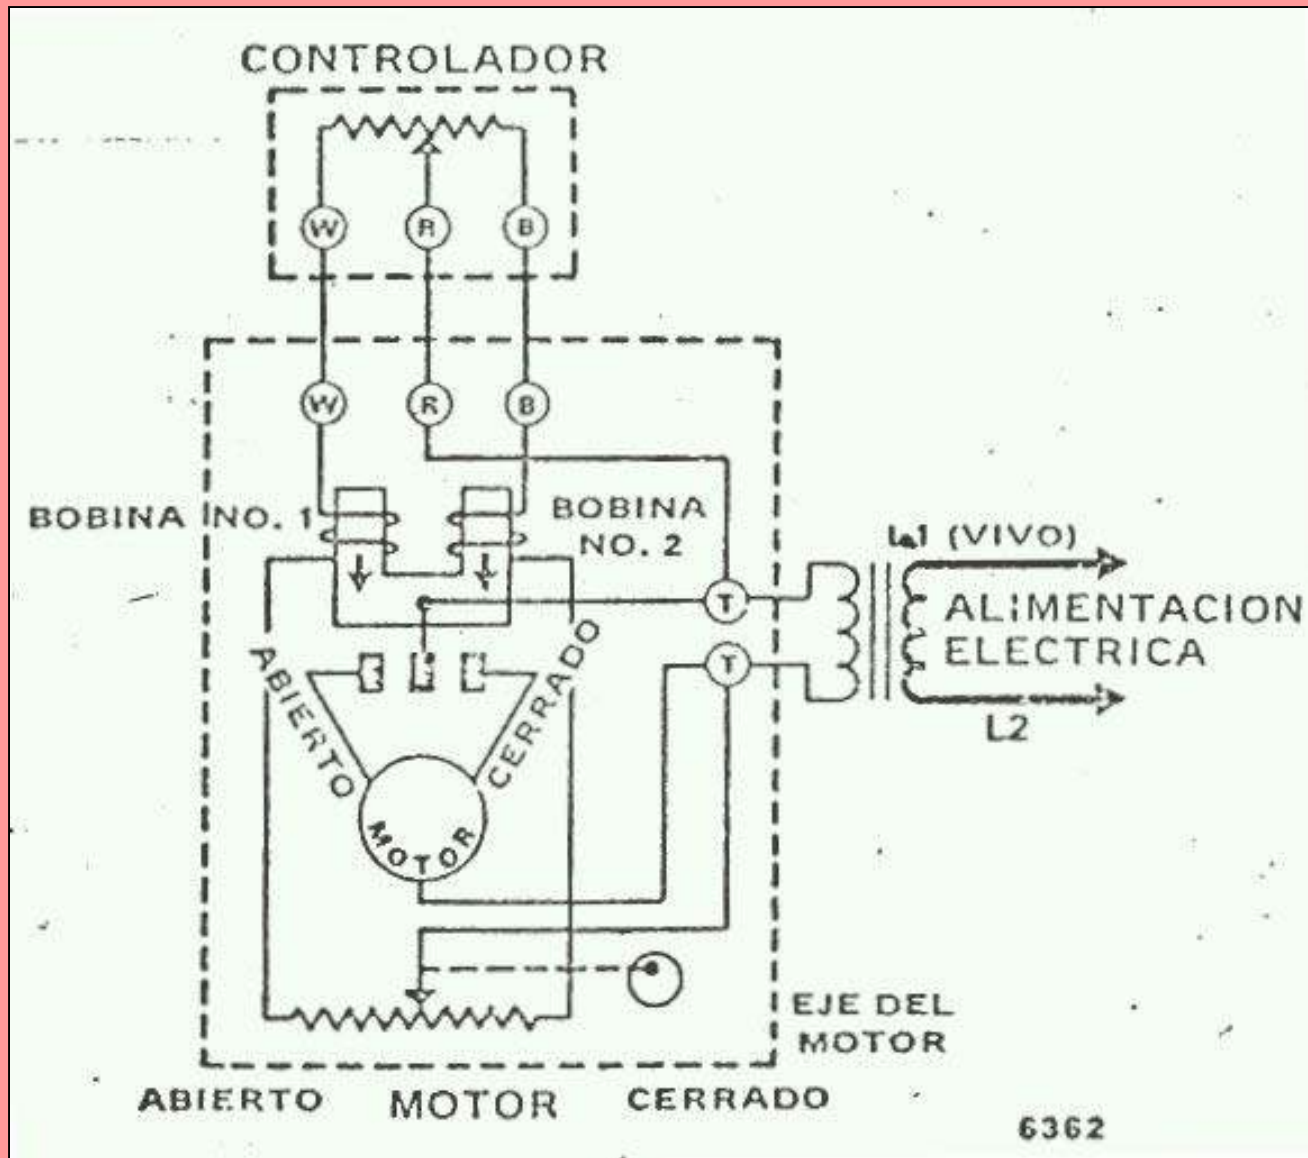 CONTROLADOR
W R B
W R B
BOBINA NO. 1
BOBINA
NO. 2
L1 (VIVO)
T
ALIMENTACION
ELECTRICA
T
L2
ABIERTO
CERRADO
MOTOR
EJE DEL
MOTOR
ABIERTO MOTOR CERRADO
6362